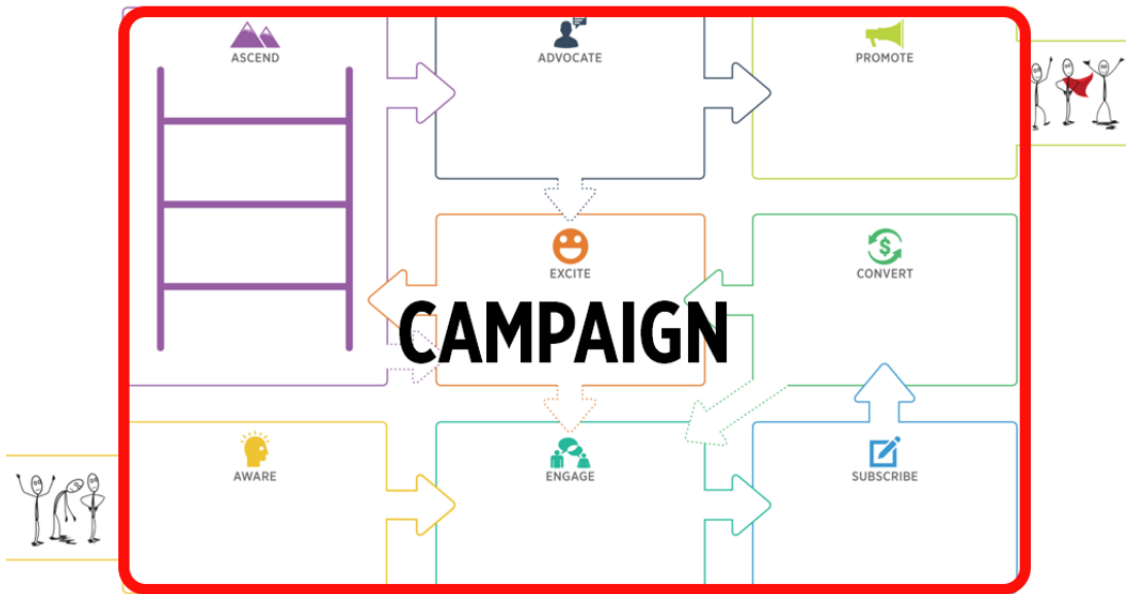 ASCEND
ADVOCATE
PROMOTE
EXCITE
CONVERT
CAMPAIGN
AWARE
ENGAGE
SUBSCRIBE